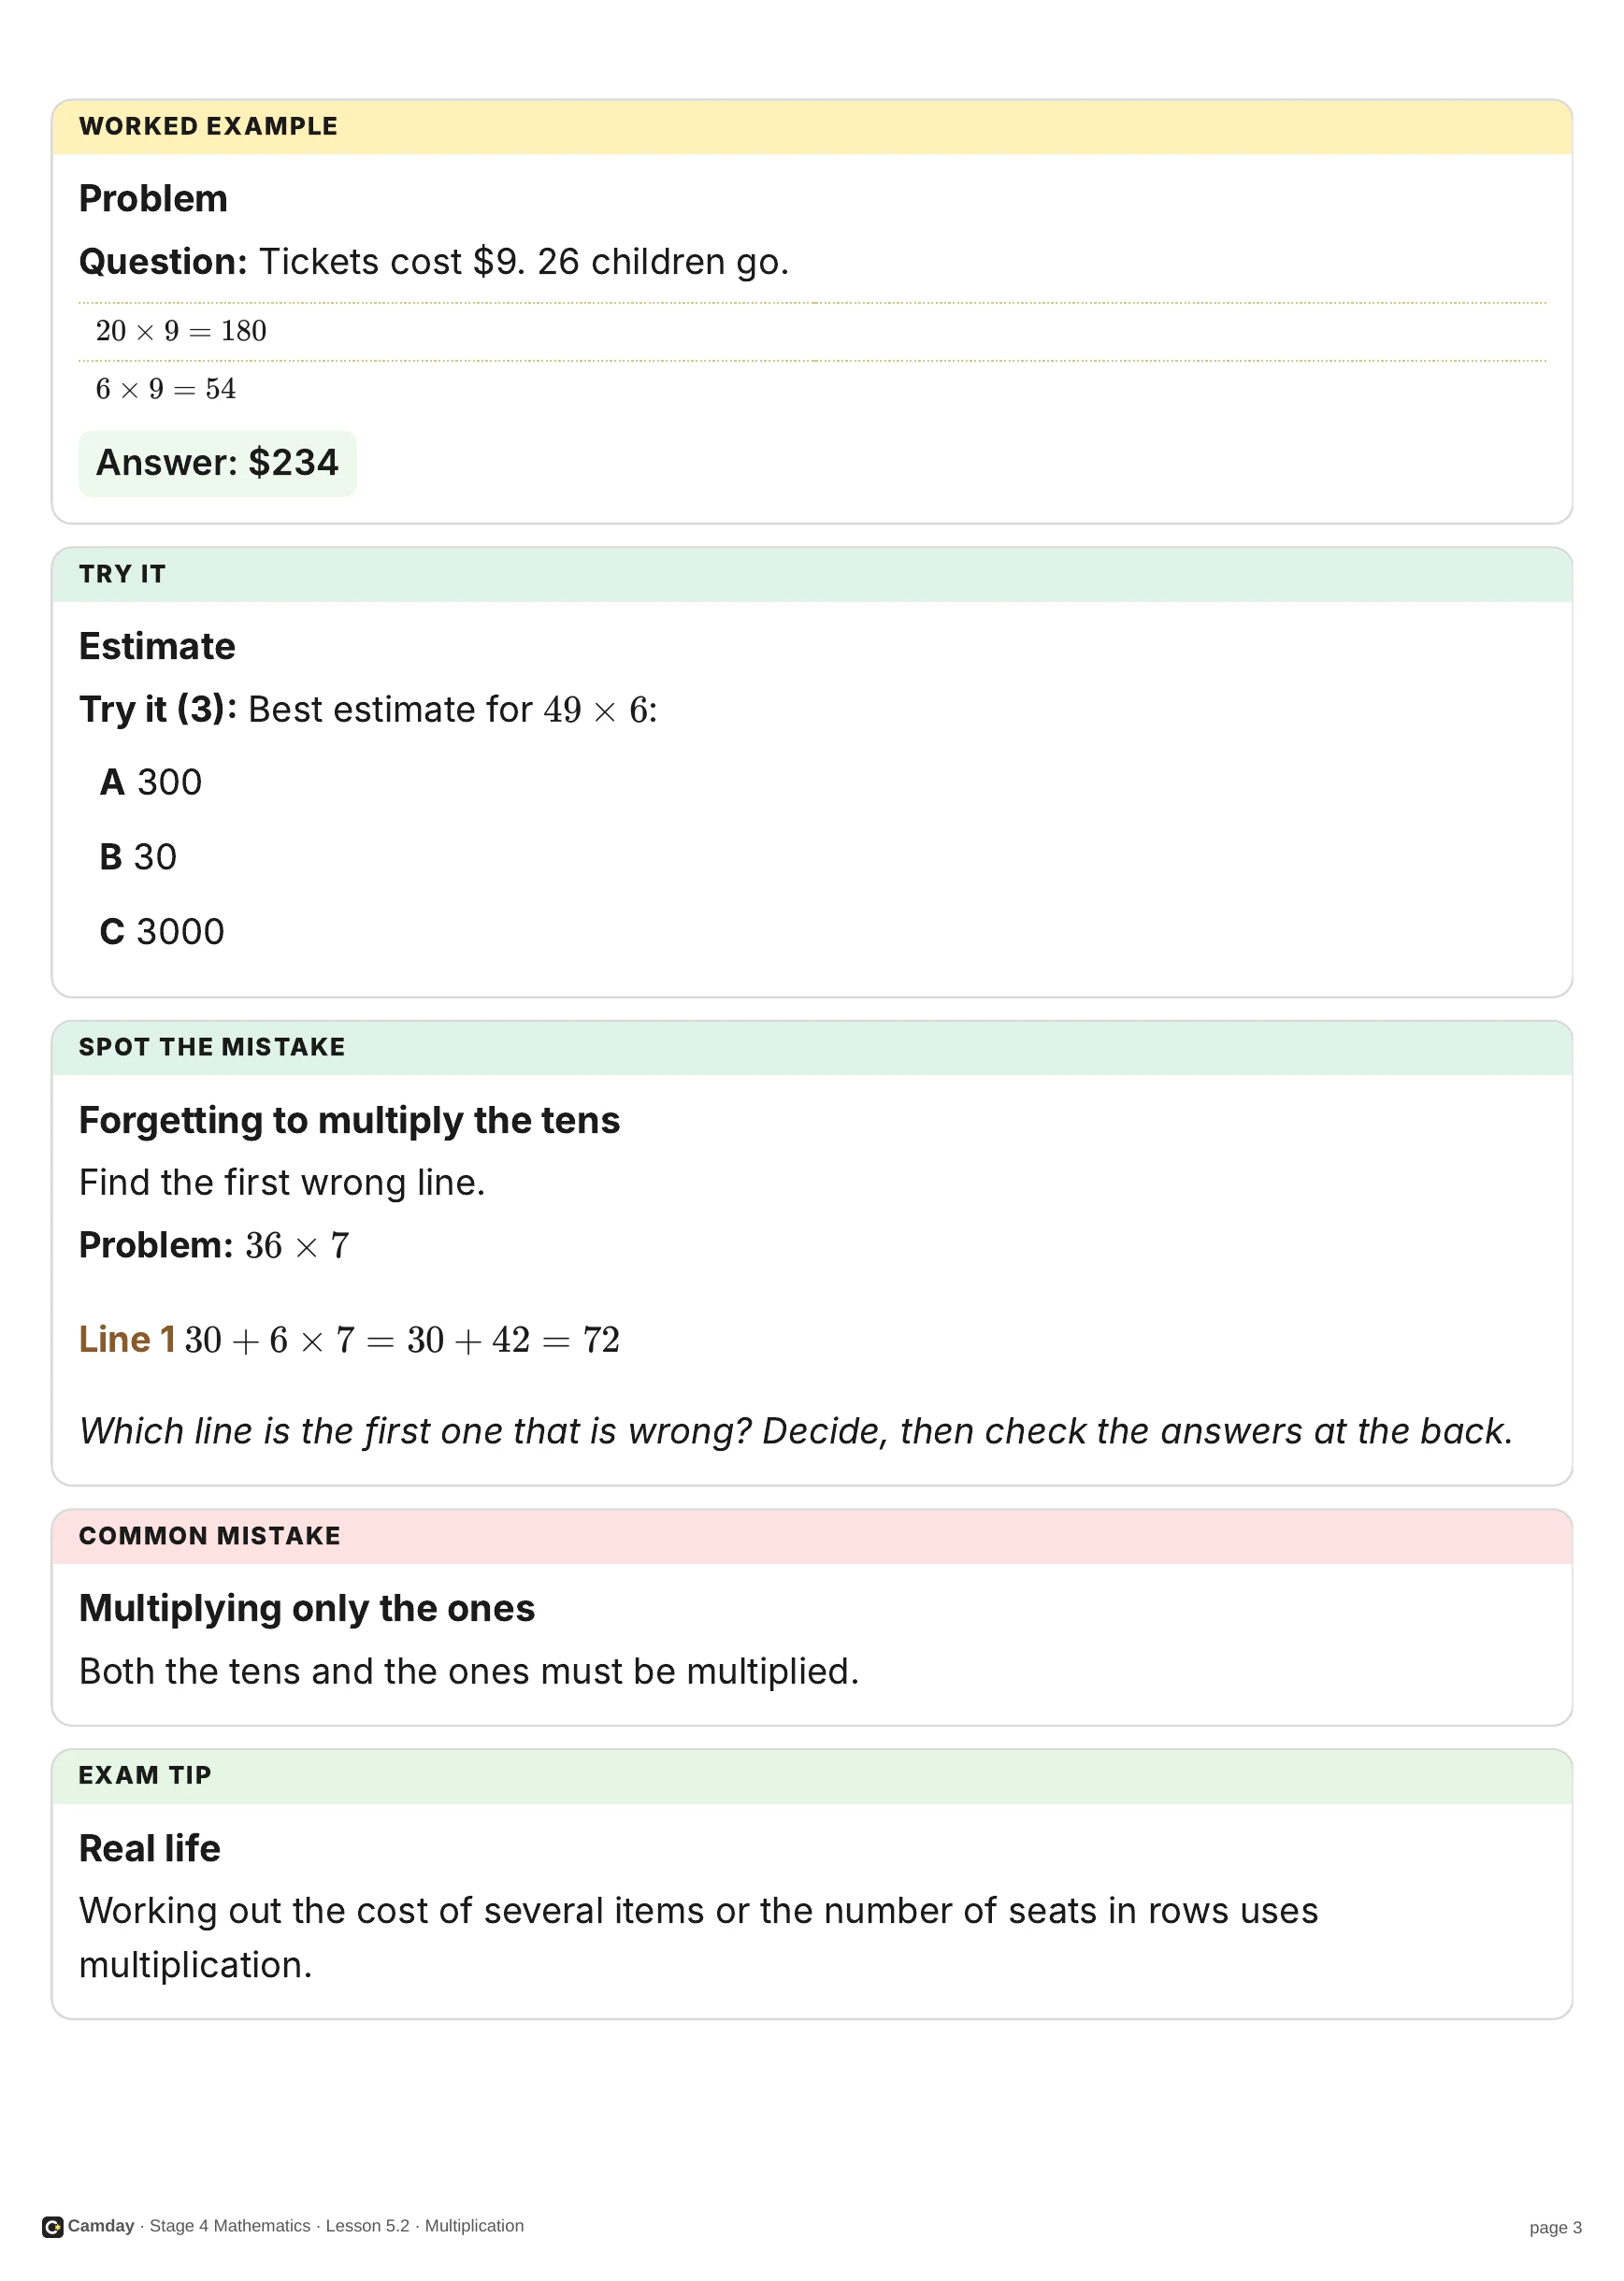 WORKED EXAMPLE
Problem
Question: Tickets cost $9. 26 children go.
20 × 9 = 180
6 × 9 = 54
Answer: $234
TRY IT
Estimate
Try it (3): Best estimate for 49 × 6:
A 300
B 30
C 3000
SPOT THE MISTAKE
Forgetting to multiply the tens
Find the first wrong line.
Problem: 36 × 7
Line 1 30 + 6 × 7 = 30 + 42 = 72
Which line is the first one that is wrong? Decide, then check the answers at the back.
COMMON MISTAKE
Multiplying only the ones
Both the tens and the ones must be multiplied.
EXAM TIP
Real life
Working out the cost of several items or the number of seats in rows uses
multiplication.
Camday · Stage 4 Mathematics · Lesson 5.2 · Multiplication
page 3